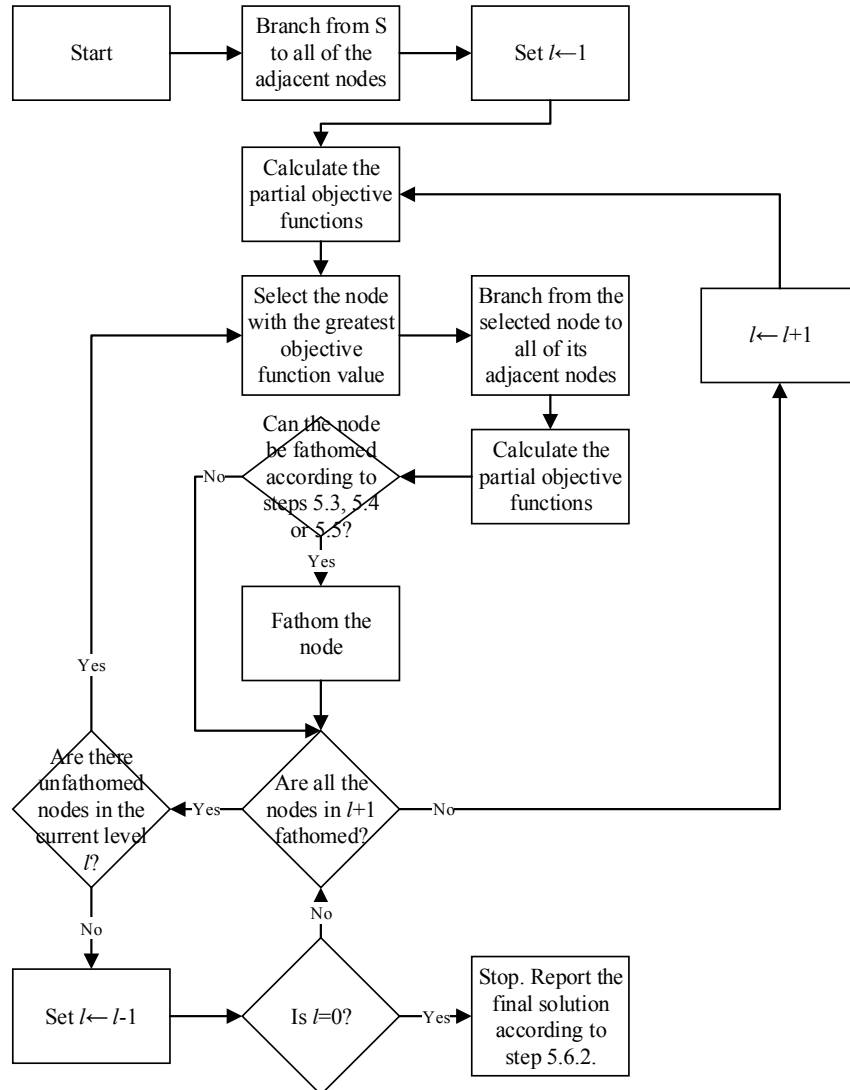 Start
Branch from S
to all of the
adjacent nodes
Set l←1
Calculate the
partial objective
functions
Select the node
with the greatest
objective
function value
Branch from the
selected node to
all of its
adjacent nodes
l← l+1
Can the node
be fathomed
according to
steps 5.3, 5.4
or 5.5?
Calculate the
partial objective
functions
No
Yes
Fathom the
node
Yes
Are there
unfathomed
nodes in the
current level
l?
Yes
Are all the
nodes in l+1
fathomed?
No
No
No
Set l← l-1
Is l=0?
Yes
Stop. Report the
final solution
according to
step 5.6.2.